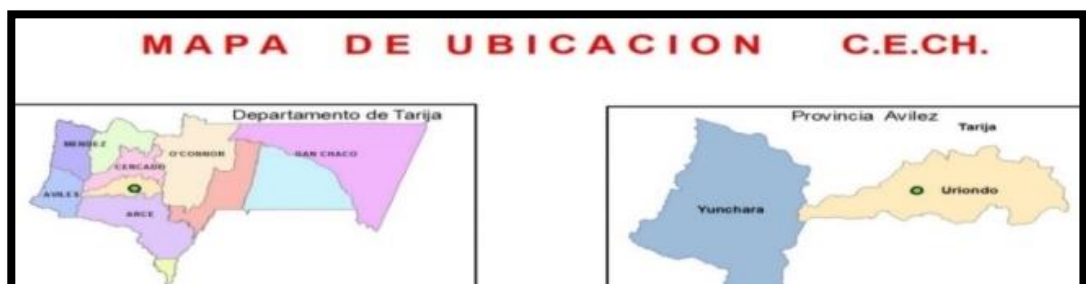 MAPA DE UBICACION C.E.CH.
Departamento de Tarija
MENDEZ
O'CONNOR
GRAN CHACO
CERCADO
AVILES
ARCE
Provincia Avilez
Tarija
Uriondo
Yunchara